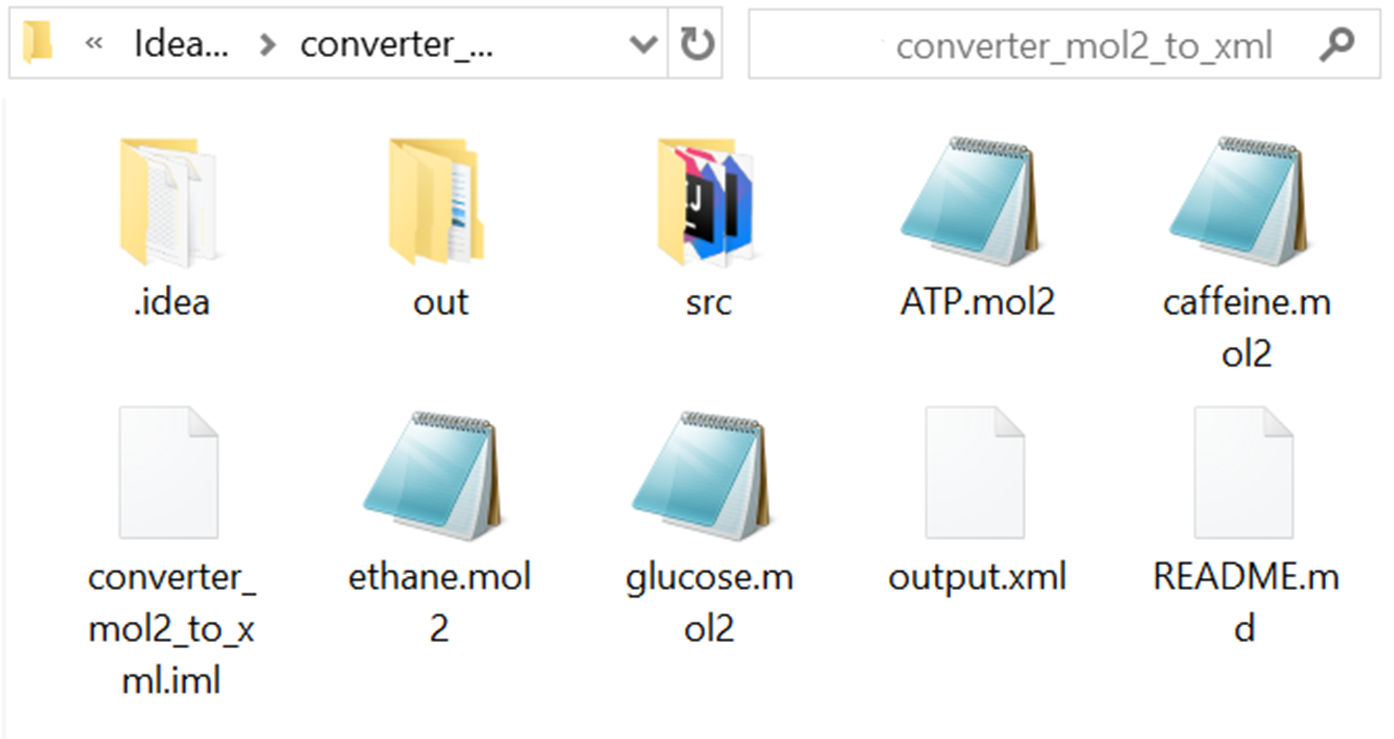 « Idea... > converter_...
converter_mol2_to_xml
.idea
out
src
ATP.mol2
caffeine.m
ol2
converter_
mol2_to_x
ml.iml
ethane.mol
2
glucose.m
ol2
output.xml
README.m
d